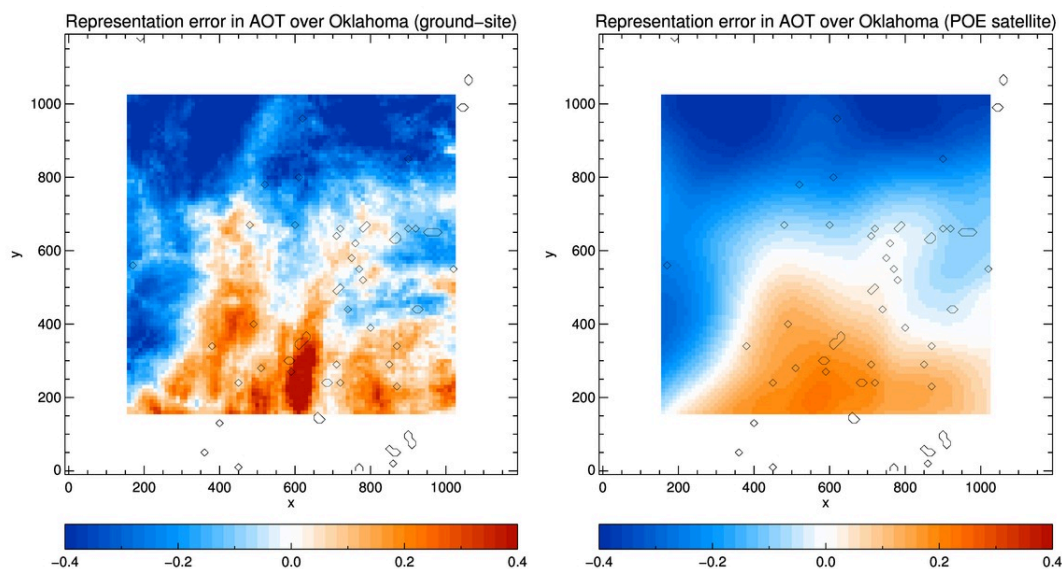 Representation error in AOT over Oklahoma (ground−site)
1000
800
600
400
200
0
y
0 200 400 600 800 1000
x
−0.4 −0.2 0.0 0.2 0.4
Representation error in AOT over Oklahoma (POE satellite)
1000
800
600
400
200
0
y
0 200 400 600 800 1000
x
−0.4 −0.2 0.0 0.2 0.4